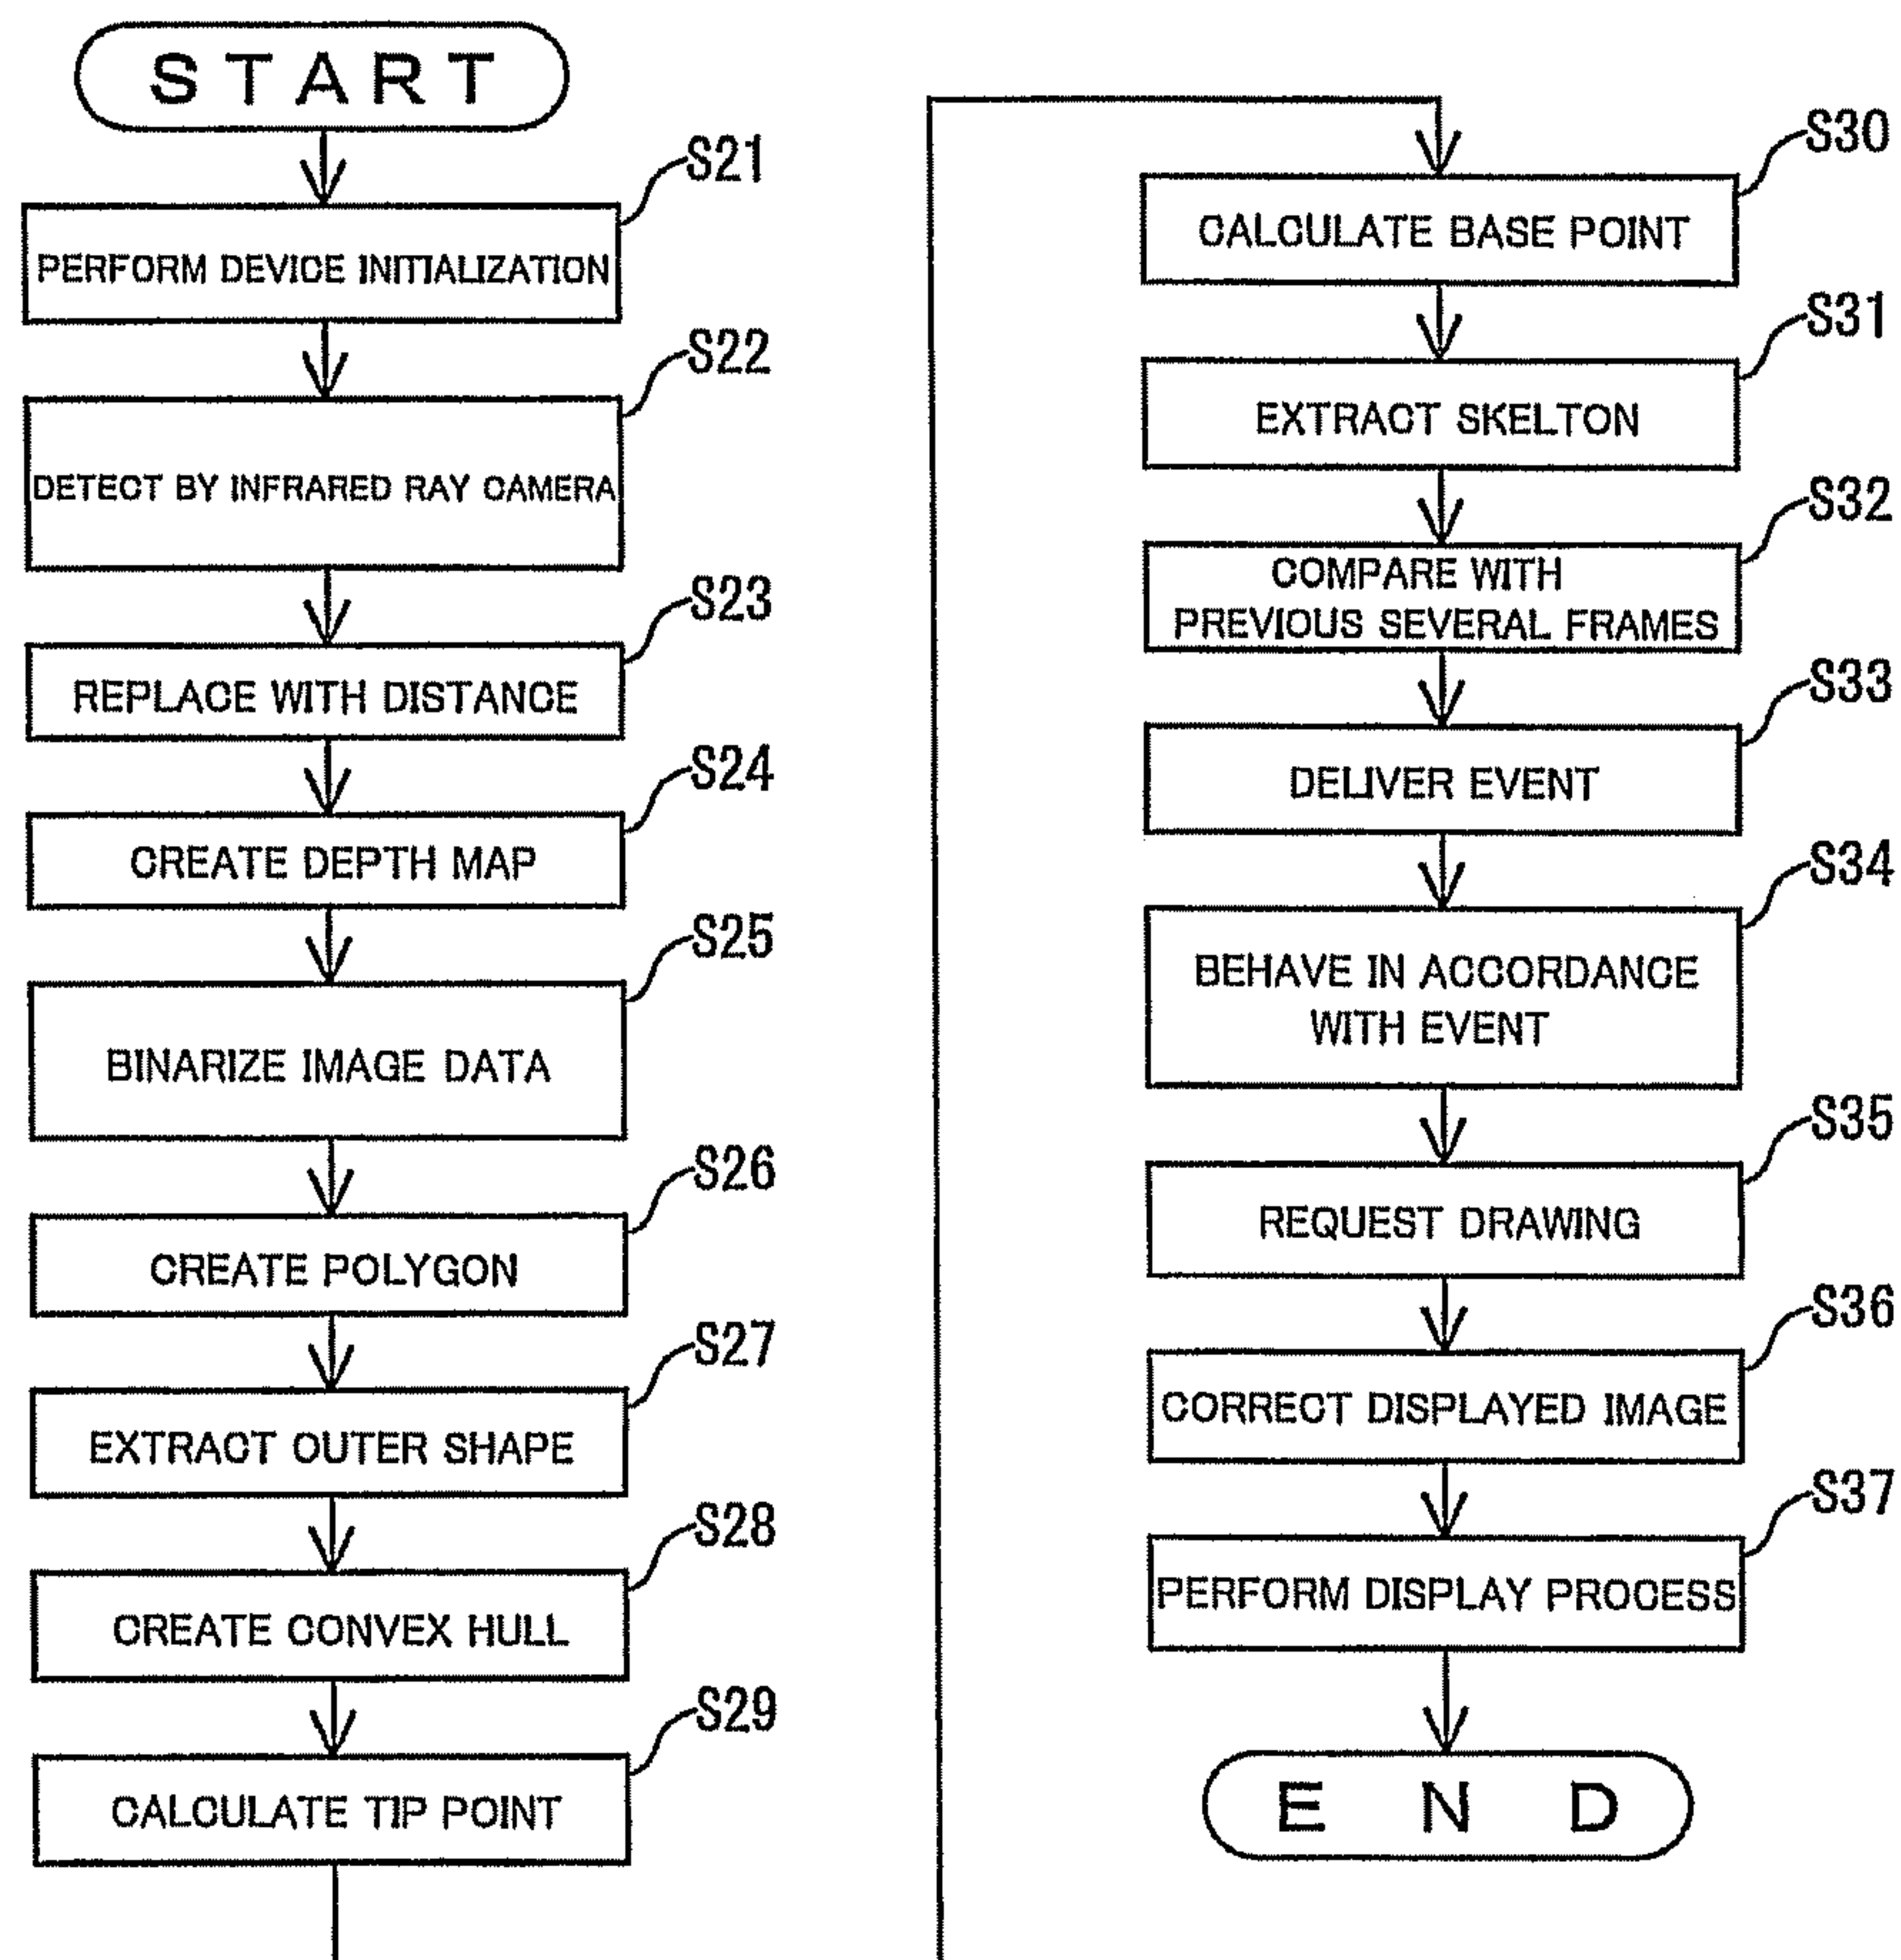 START
S21
PERFORM DEVICE INITIALIZATION
S22
DETECT BY INFRARED RAY CAMERA
S23
REPLACE WITH DISTANCE
S24
CREATE DEPTH MAP
S25
BINARIZE IMAGE DATA
S26
CREATE POLYGON
S27
EXTRACT OUTER SHAPE
S28
CREATE CONVEX HULL
S29
CALCULATE TIP POINT
S30
CALCULATE BASE POINT
S31
EXTRACT SKELTON
S32
COMPARE WITH
PREVIOUS SEVERAL FRAMES
S33
DELIVER EVENT
S34
BEHAVE IN ACCORDANCE
WITH EVENT
S35
REQUEST DRAWING
S36
CORRECT DISPLAYED IMAGE
S37
PERFORM DISPLAY PROCESS
END